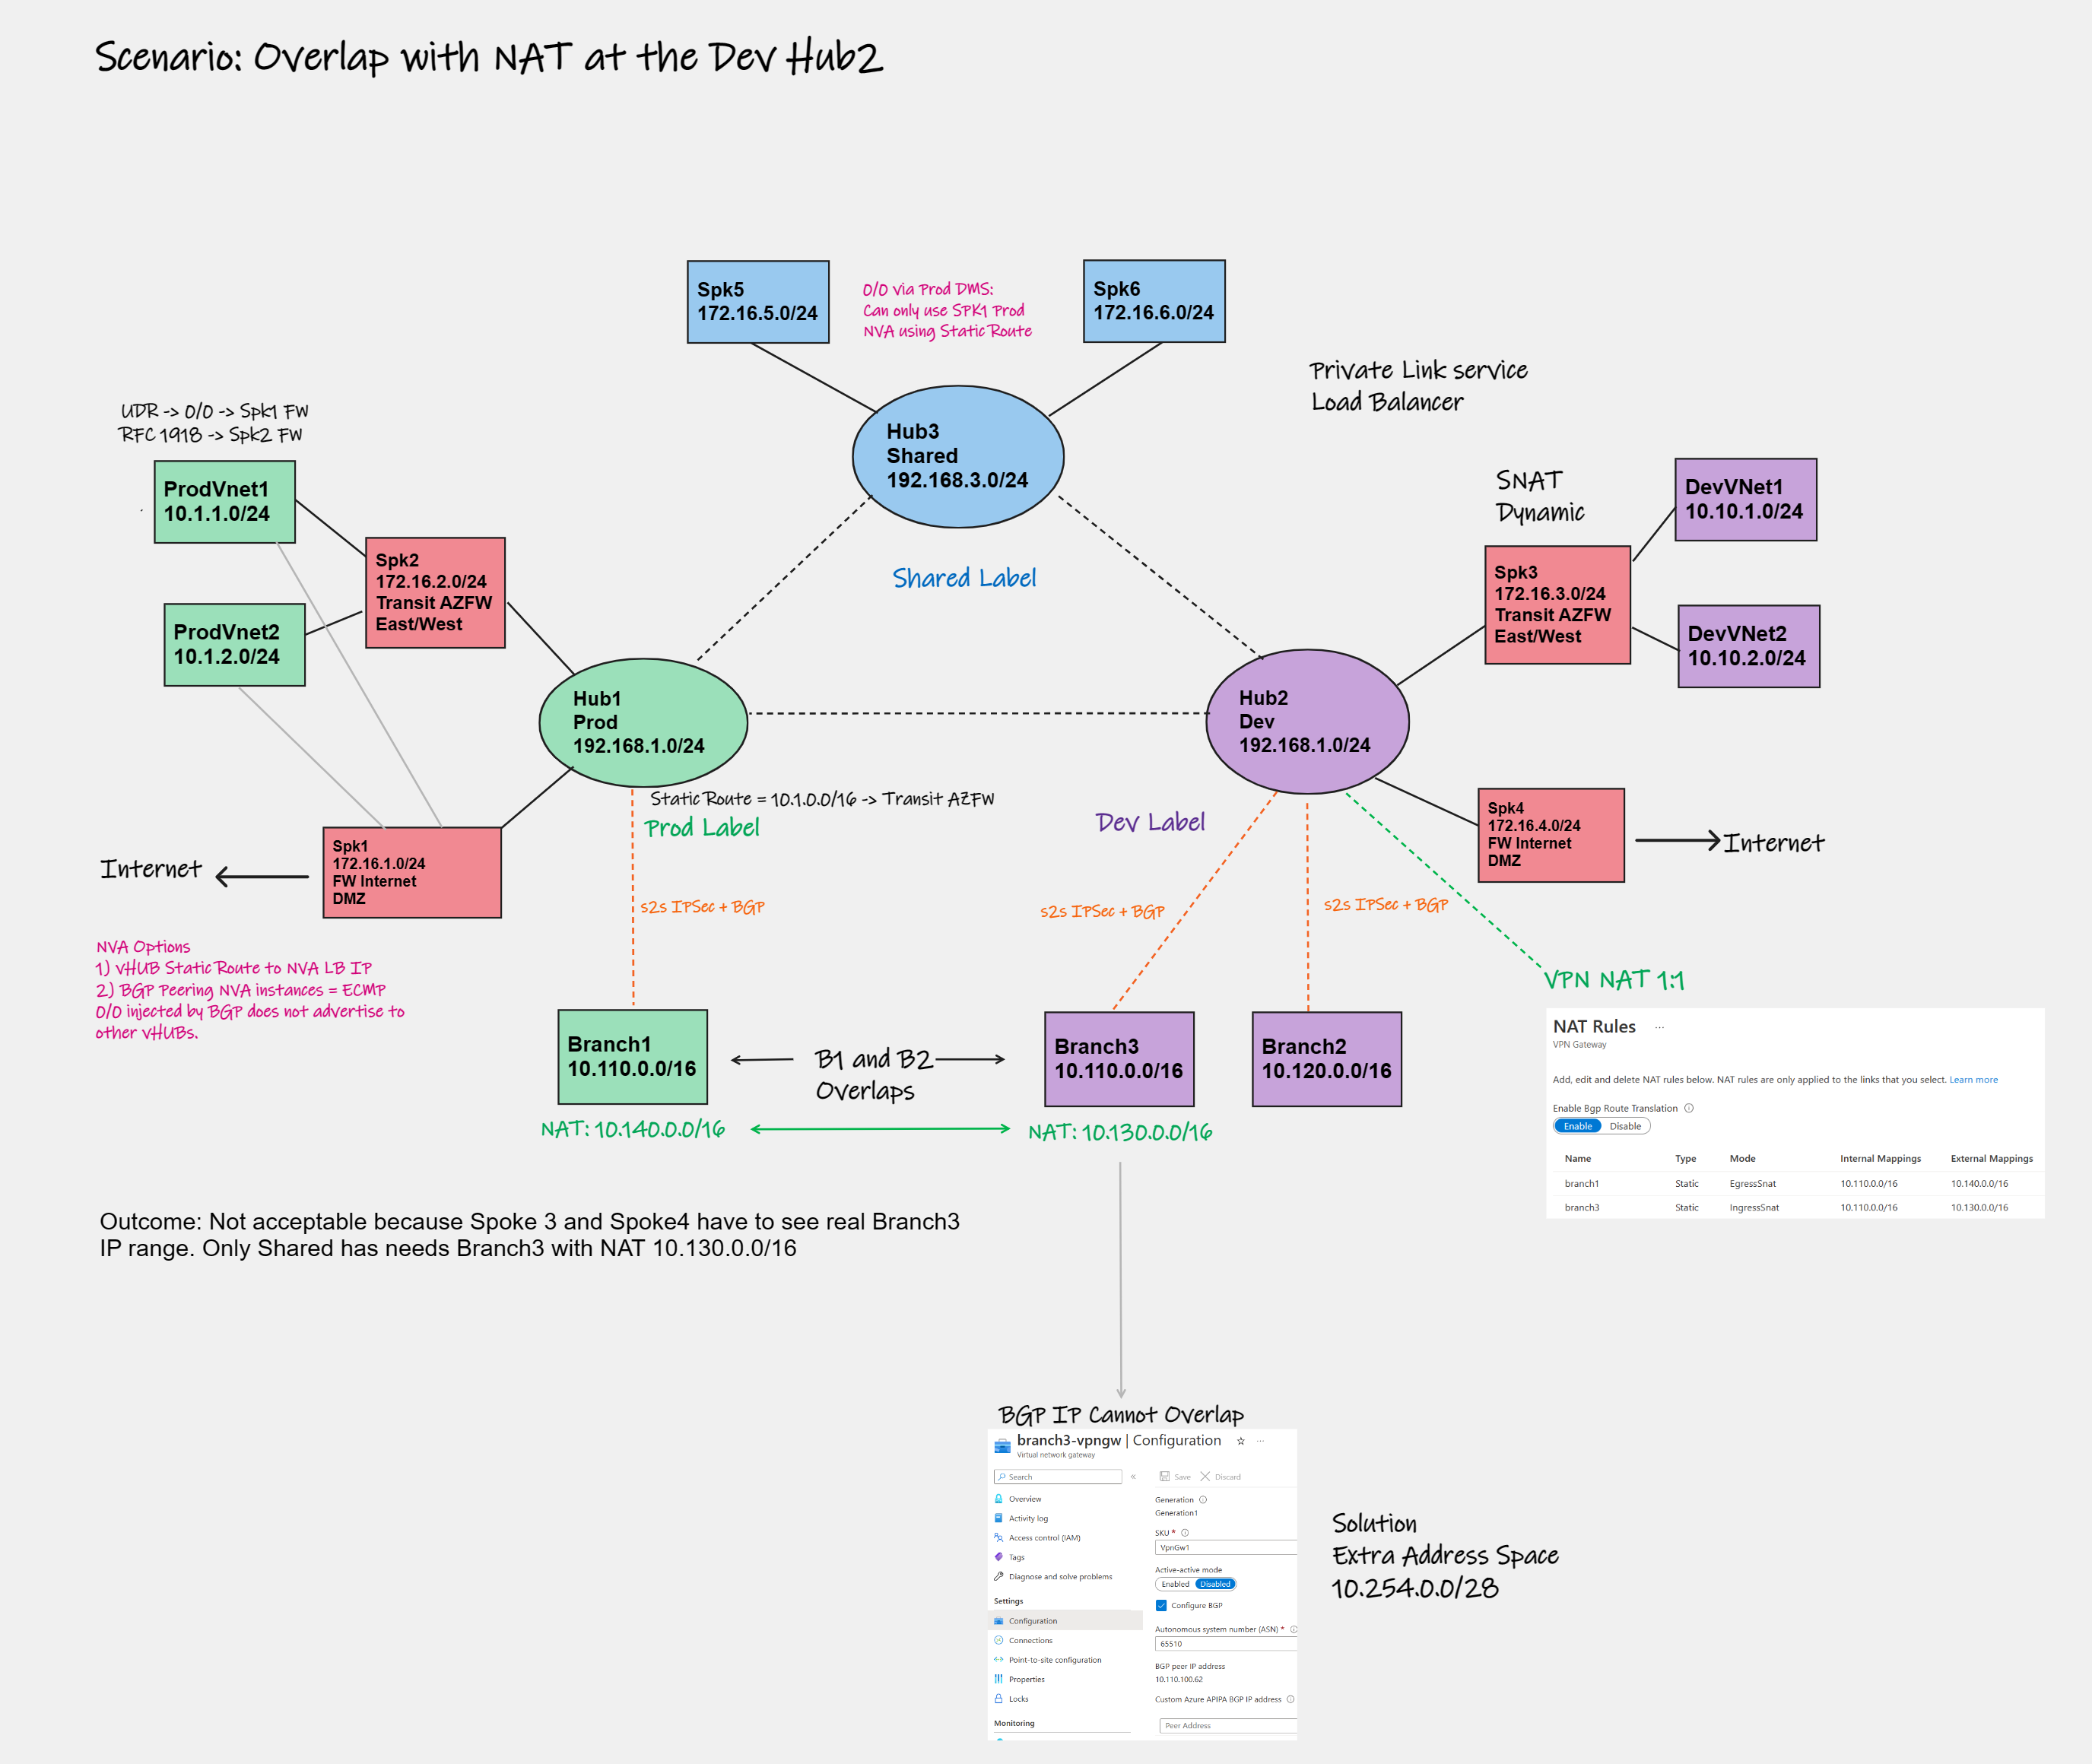 Scenario: Overlap with NAT at the Dev Hub2
Spk5
172.16.5.0/24
0/0 via Prod DMS:
Can only use SPK1 Prod
NVA using Static Route
Spk6
172.16.6.0/24
Private Link service
Load Balancer
Hub3
Shared
192.168.3.0/24
Shared Label
UDR -> 0/0 -> Spk1 FW
RFC 1918 -> Spk2 FW
ProdVnet1
10.1.1.0/24
ProdVnet2
10.1.2.0/24
Spk2
172.16.2.0/24
Transit AZFW
East/West
SNAT
Dynamic
DevVNet1
10.10.1.0/24
Spk3
172.16.3.0/24
Transit AZFW
East/West
DevVNet2
10.10.2.0/24
Hub1
Prod
192.168.1.0/24
Hub2
Dev
192.168.1.0/24
Static Route = 10.1.0.0/16 -> Transit AZFW
Prod Label
Dev Label
Spk1
172.16.1.0/24
FW Internet
DMZ
Internet
Spk4
172.16.4.0/24
FW Internet
DMZ
Internet
s2s IPSec + BGP
s2s IPSec + BGP
s2s IPSec + BGP
NVA Options
1) vHUB Static Route to NVA LB IP
2) BGP Peering NVA instances = ECMP
0/0 injected by BGP does not advertise to
other vHUBs.
VPN NAT 1:1
Branch1
10.110.0.0/16
B1 and B2
Overlaps
Branch3
10.110.0.0/16
Branch2
10.120.0.0/16
NAT: 10.140.0.0/16
NAT: 10.130.0.0/16
NAT Rules ...
VPN Gateway
Add, edit and delete NAT rules below. NAT rules are only applied to the links that you select. Learn more
Enable Bgp Route Translation
Enable Disable
Name Type Mode Internal Mappings External Mappings
branch1 Static EgressSnat 10.110.0.0/16 10.140.0.0/16
branch3 Static IngressSnat 10.110.0.0/16 10.130.0.0/16
Outcome: Not acceptable because Spoke 3 and Spoke4 have to see real Branch3
IP range. Only Shared has needs Branch3 with NAT 10.130.0.0/16
BGP IP Cannot Overlap
branch3-vpngw | Configuration ...
Virtual network gateway
Search
«
Save Discard
Overview
Activity log
Access control (IAM)
Tags
Diagnose and solve problems
Settings
Configuration
Connections
Point-to-site configuration
Properties
Locks
Monitoring
Generation
Generation1
SKU *
VpnGw1
Active-active mode
Enabled Disabled
Configure BGP
Autonomous system number (ASN) *
65510
BGP peer IP address
10.110.100.62
Custom Azure APIPA BGP IP address
Peer Address
Solution
Extra Address Space
10.254.0.0/28